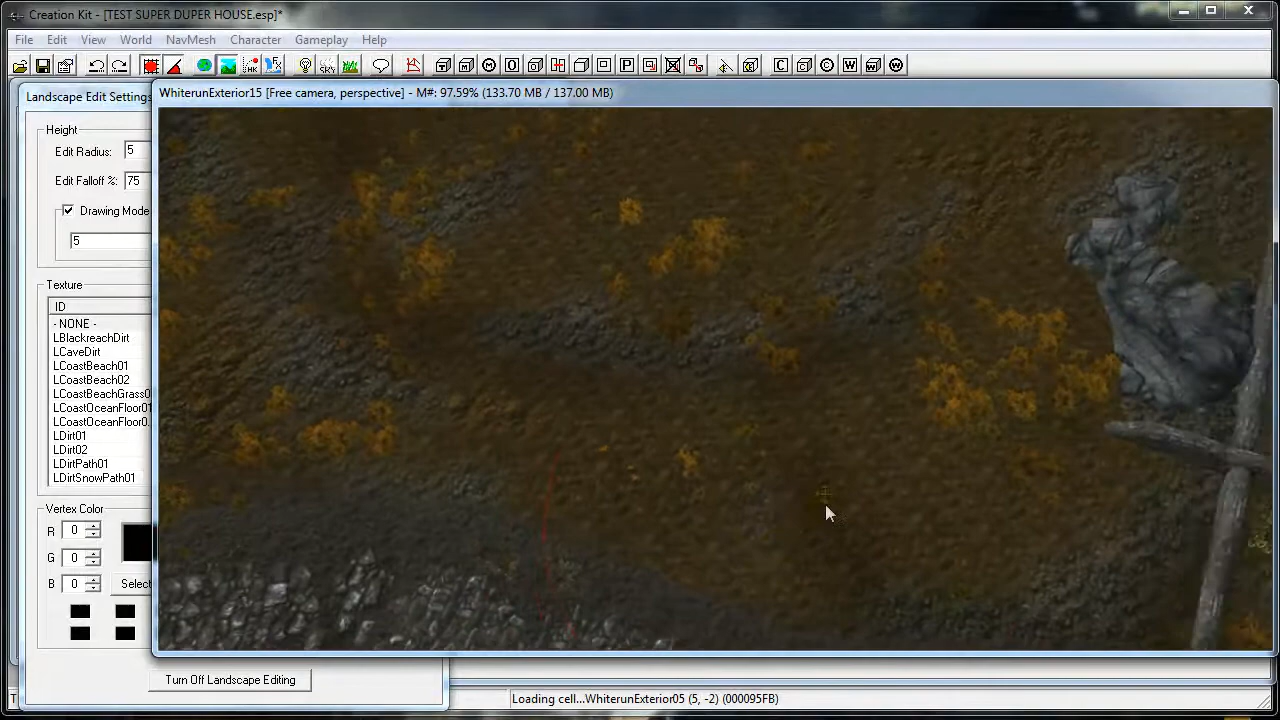 Creation Kit - [TEST SUPER DUPER HOUSE.esp]*
File Edit View World NavMesh Character Gameplay Help
Landscape Edit Settings
WhiterunExterior15 [Free camera, perspective] - M#: 97.59% (133.70 MB / 137.00 MB)
Height
Edit Radius: 5
Edit Falloff %: 75
Drawing Mode
5
Texture
ID
- NONE -
LBlackreachDirt
LCaveDirt
LCoastBeach01
LCoastBeach02
LCoastBeachGrass0
LCoastOceanFloor01
LCoastOceanFloor0
LDirt01
LDirt02
LDirtPath01
LDirtSnowPath01
Vertex Color
R 0
G 0
B 0
Select
Turn Off Landscape Editing
T
Loading cell...WhiterunExterior05 (5, -2) (000095FB)